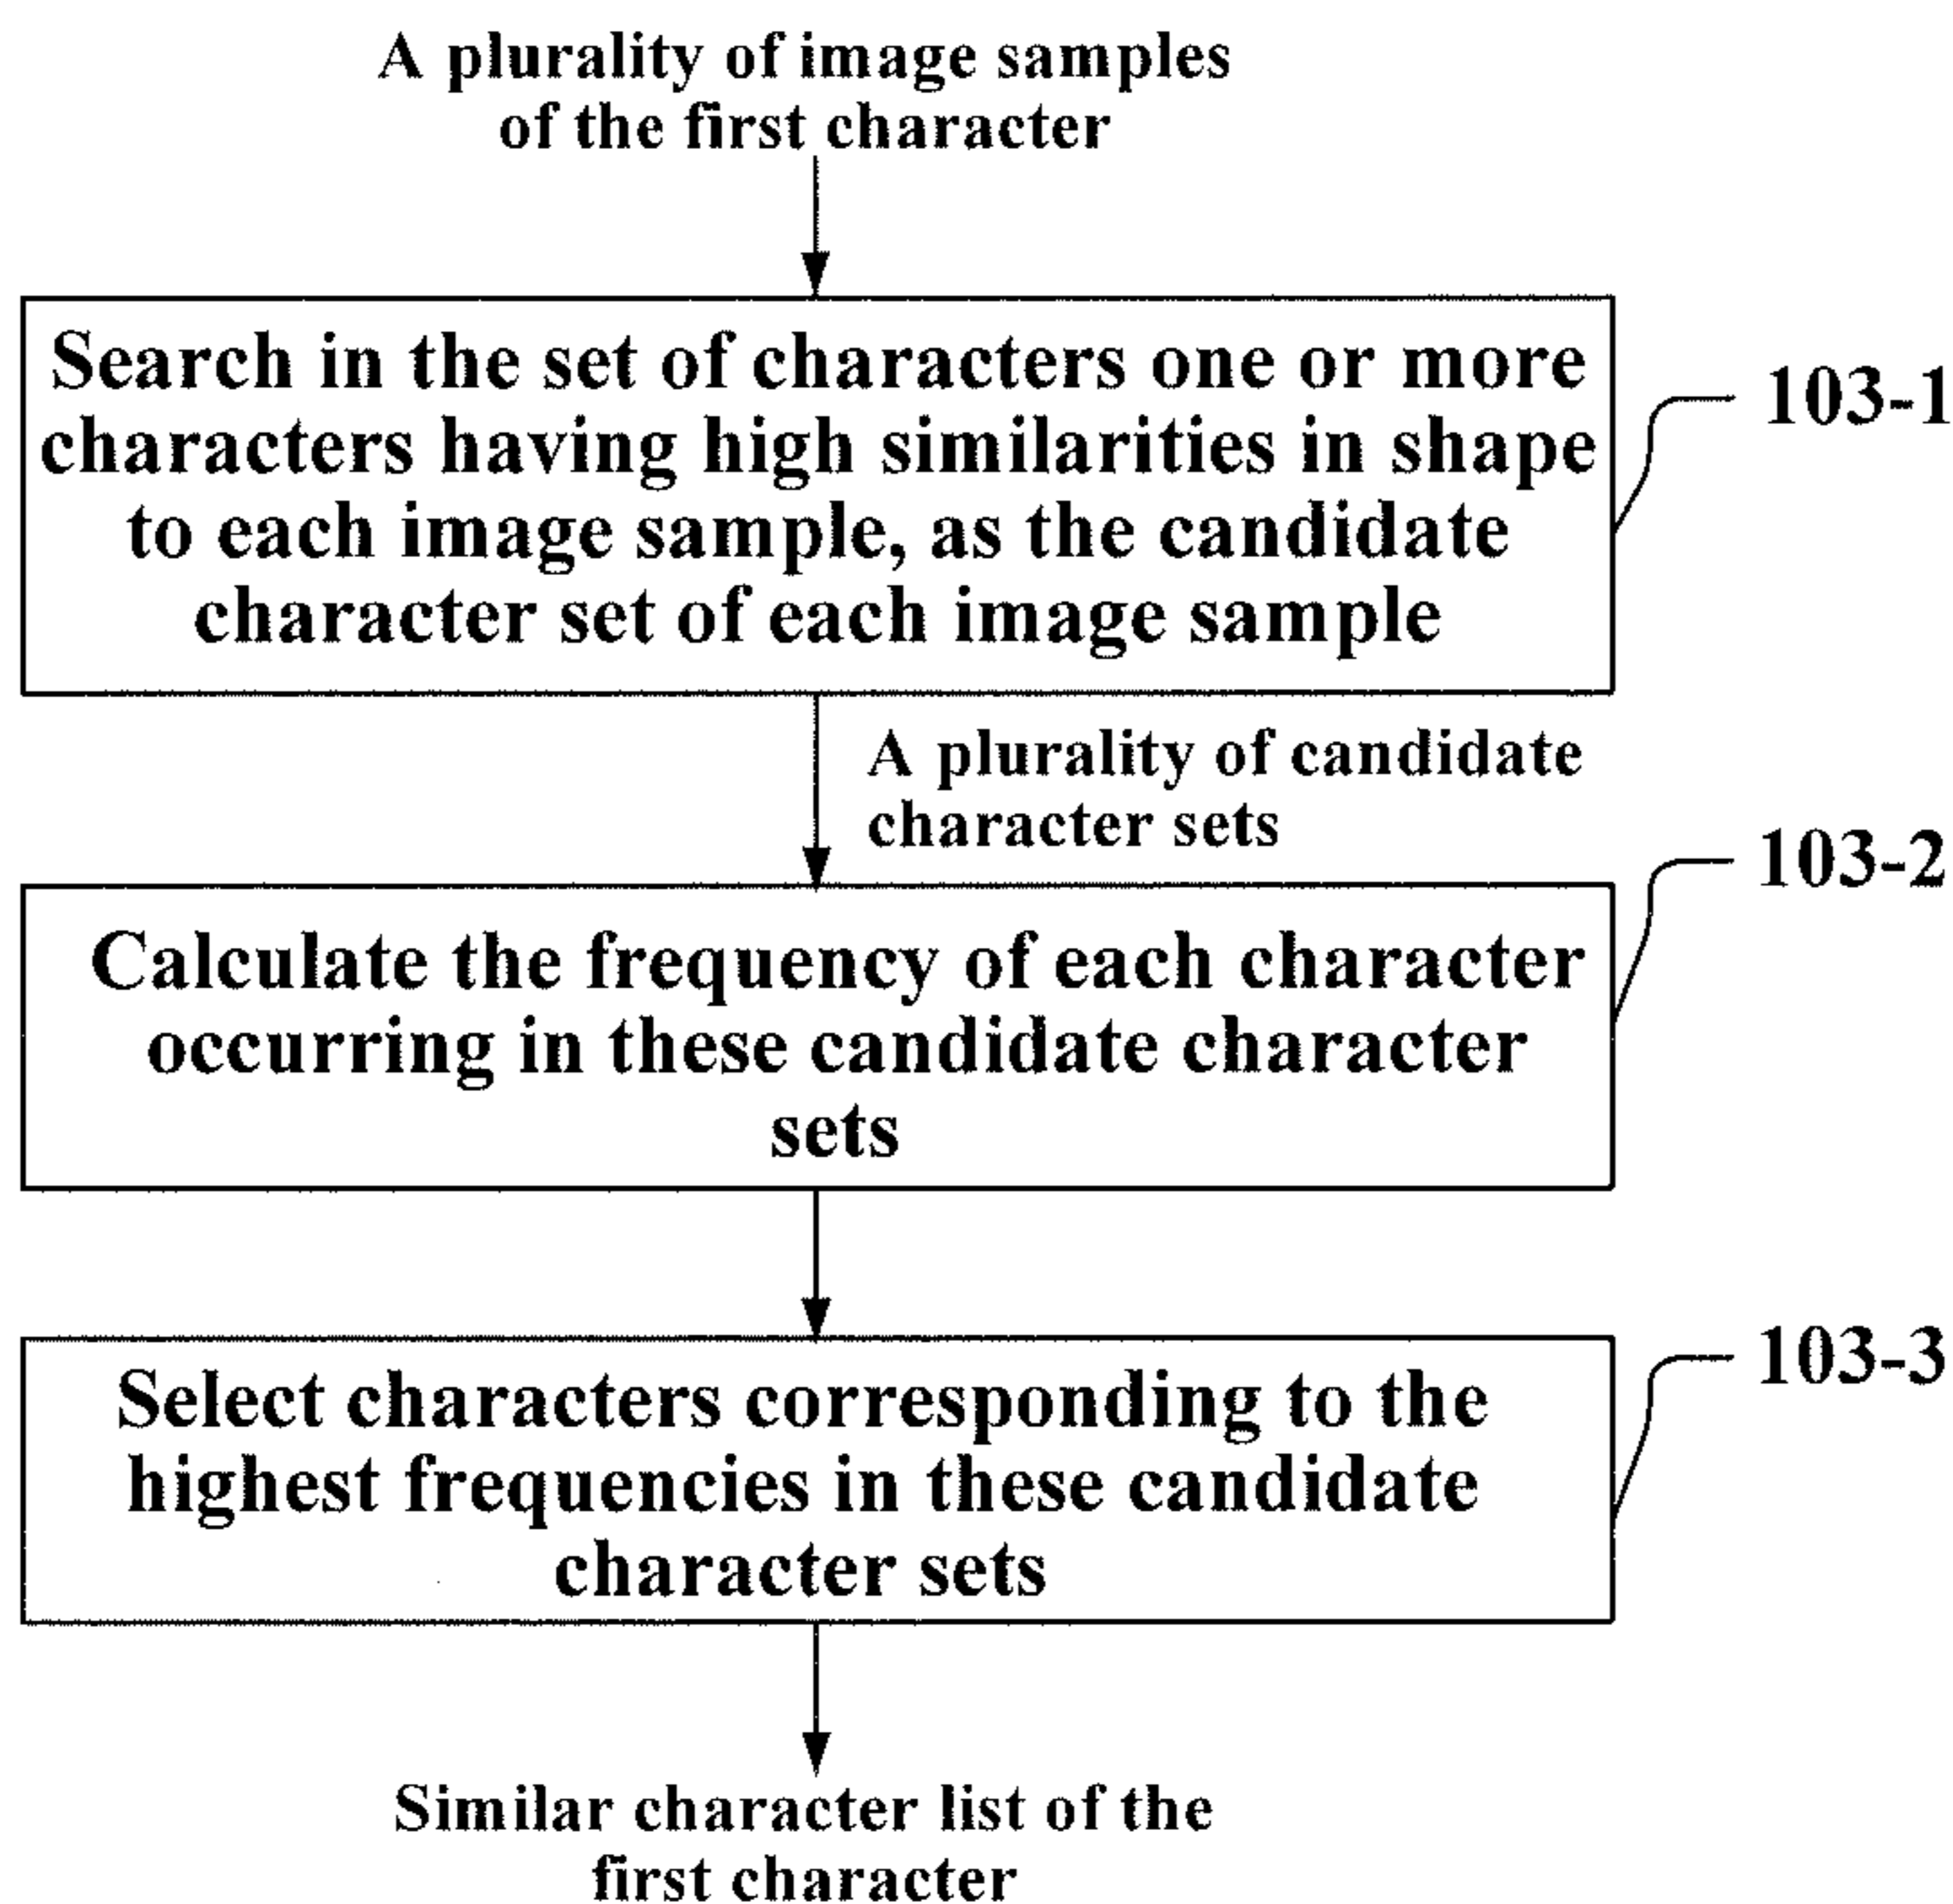 A plurality of image samples
of the first character
Search in the set of characters one or more
characters having high similarities in shape
to each image sample, as the candidate
character set of each image sample
103-1
A plurality of candidate
character sets
103-2
Calculate the frequency of each character
occurring in these candidate character
sets
103-3
Select characters corresponding to the
highest frequencies in these candidate
character sets
Similar character list of the
first character